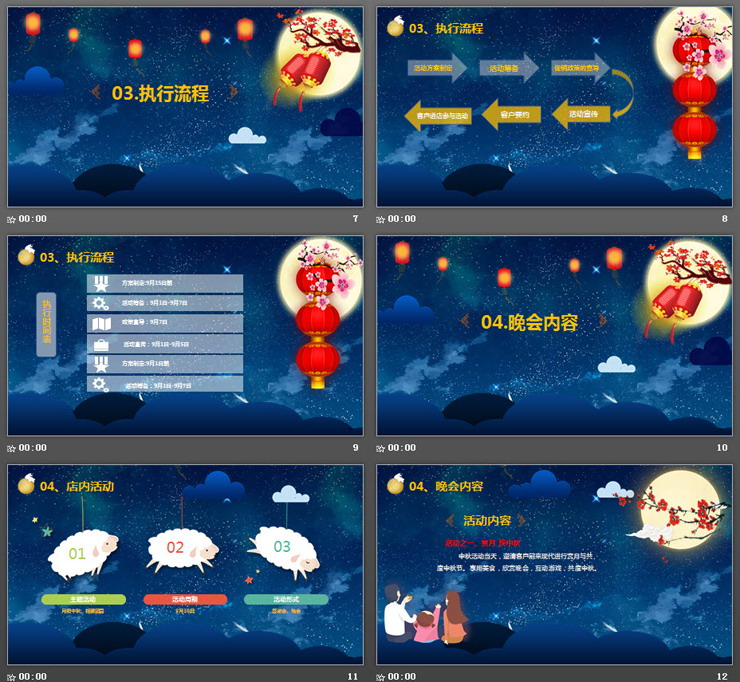 03.执行流程
00:00
7
03、执行流程
活动方案制定
活动筹备
促销政策的宣导
客户进店参与活动
客户邀约
活动宣传
00:00
8
03、执行流程
执行时间表
方案制定:9月15日前
活动筹备：9月1日-9月7日
政策宣导：9月7日
活动宣传：9月1日-9月5日
方案制定:9月1日前
活动筹备：9月1日-9月7日
00:00
9
04.晚会内容
00:00
10
04、店内活动
01
02
03
主题活动
活动周期
活动形式
00:00
11
04、晚会内容
活动内容
活动之一、赏月 庆中秋
中秋活动当天，邀请客户前来现代进行赏月与共
度中秋节。享用美食，欣赏晚会，互动游戏，共度中秋。
00:00
12